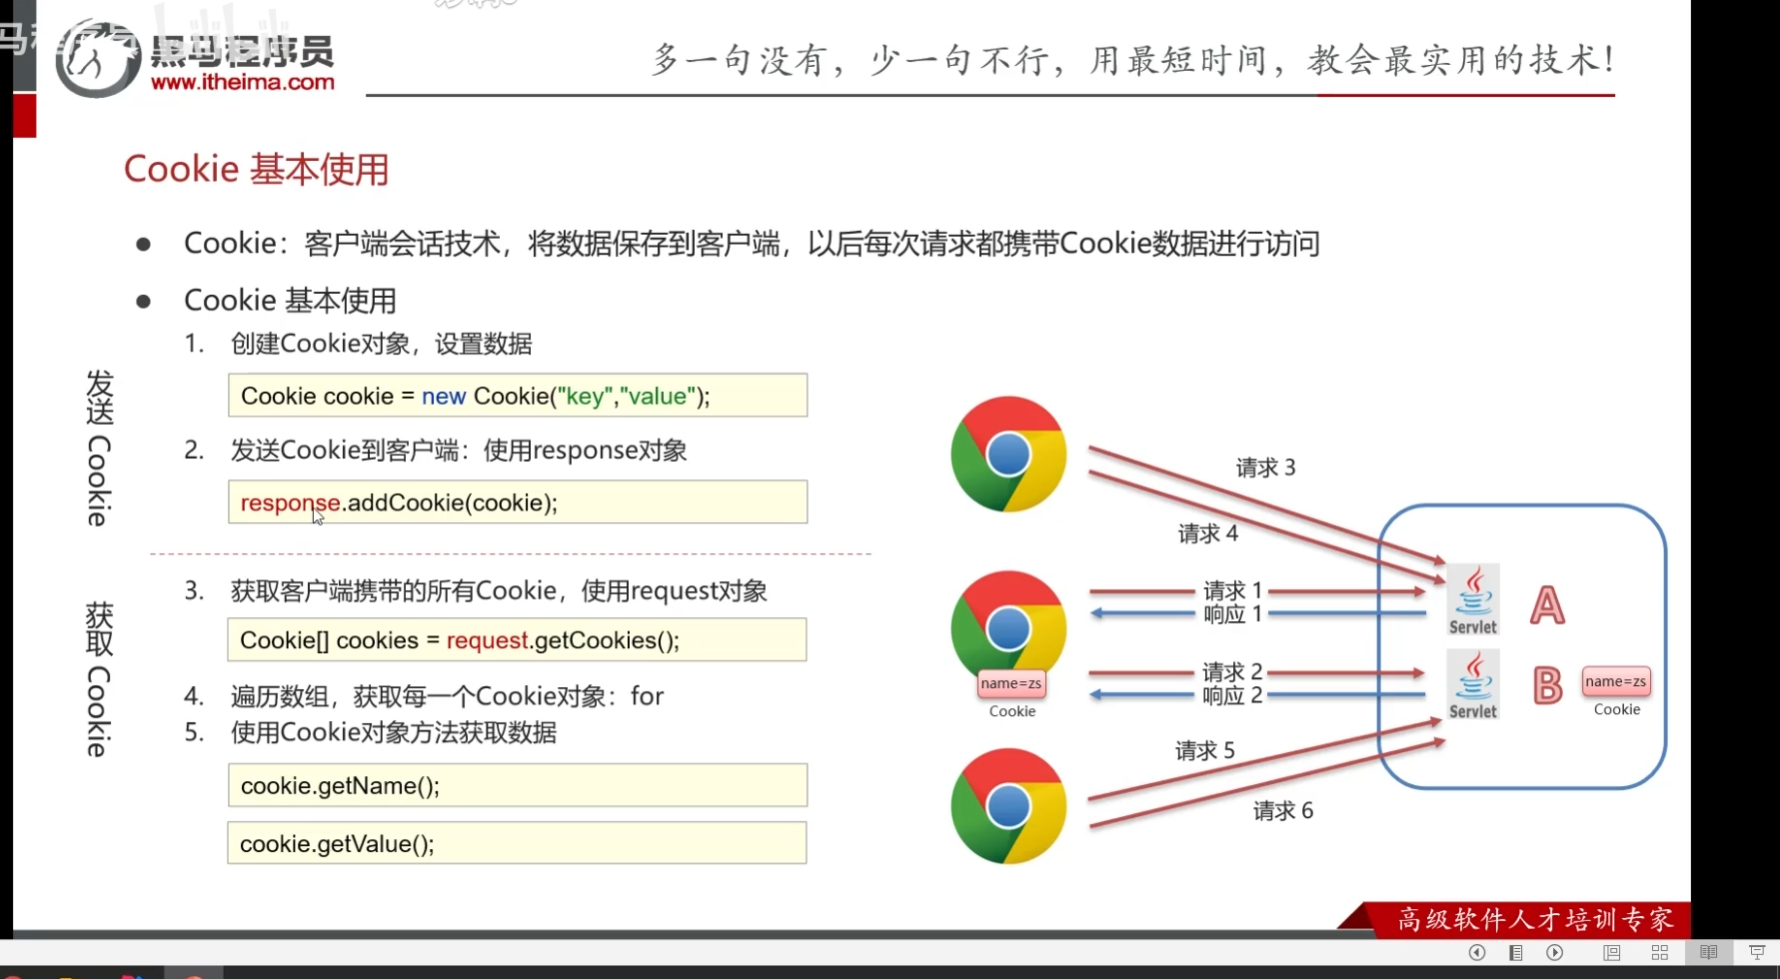 黑马程序员
www.itheima.com
多一句没有，少一句不行，用最短时间，教会最实用的技术！
Cookie 基本使用
● Cookie：客户端会话技术，将数据保存到客户端，以后每次请求都携带Cookie数据进行访问
● Cookie 基本使用
发送 Cookie
1. 创建Cookie对象，设置数据
Cookie cookie = new Cookie("key","value");
2. 发送Cookie到客户端：使用response对象
response.addCookie(cookie);
获取 Cookie
3. 获取客户端携带的所有Cookie，使用request对象
Cookie[] cookies = request.getCookies();
4. 遍历数组，获取每一个Cookie对象：for
5. 使用Cookie对象方法获取数据
cookie.getName();
cookie.getValue();
请求 3
请求 4
请求 1
响应 1
Servlet
A
请求 2
响应 2
name=zs
Cookie
Servlet
B
name=zs
Cookie
请求 5
请求 6
高级软件人才培训专家